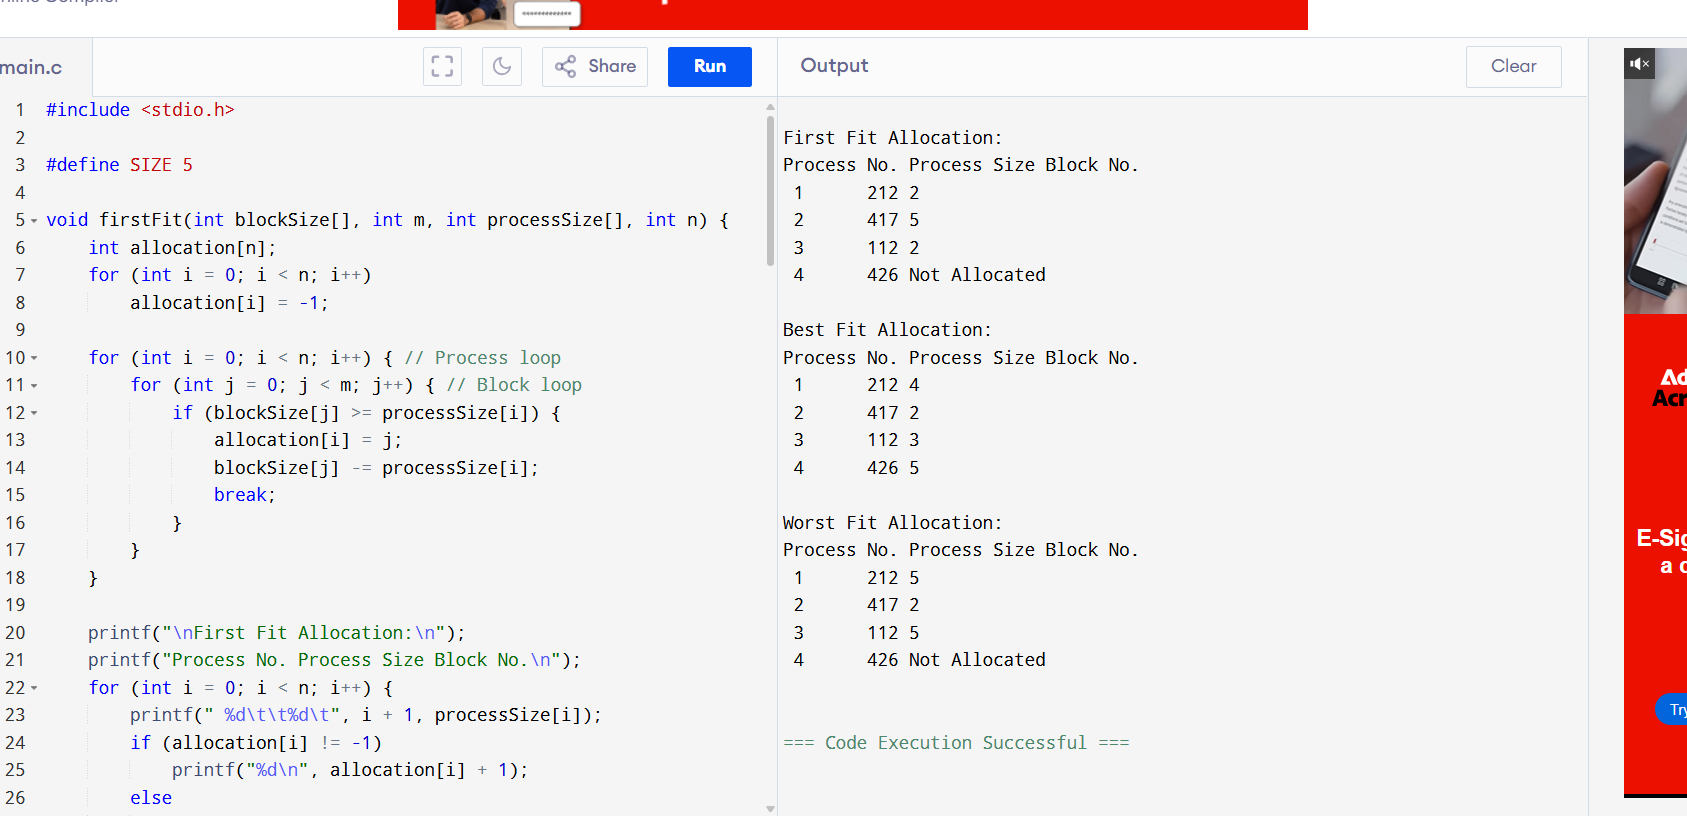 main.c
Share
Run
Output
Clear
1 #include <stdio.h>
2
3 #define SIZE 5
4
5 void firstFit(int blockSize[], int m, int processSize[], int n) {
6 int allocation[n];
7 for (int i = 0; i < n; i++)
8 allocation[i] = -1;
9
10 for (int i = 0; i < n; i++) { // Process loop
11 for (int j = 0; j < m; j++) { // Block loop
12 if (blockSize[j] >= processSize[i]) {
13 allocation[i] = j;
14 blockSize[j] -= processSize[i];
15 break;
16 }
17 }
18 }
19
20 printf("\nFirst Fit Allocation:\n");
21 printf("Process No. Process Size Block No.\n");
22 for (int i = 0; i < n; i++) {
23 printf(" %d\t\t%d\t", i + 1, processSize[i]);
24 if (allocation[i] != -1)
25 printf("%d\n", allocation[i] + 1);
26 else
First Fit Allocation:
Process No. Process Size Block No.
1 212 2
2 417 5
3 112 2
4 426 Not Allocated
Best Fit Allocation:
Process No. Process Size Block No.
1 212 4
2 417 2
3 112 3
4 426 5
Worst Fit Allocation:
Process No. Process Size Block No.
1 212 5
2 417 2
3 112 5
4 426 Not Allocated
=== Code Execution Successful ===
Ad
Acr
E-Sig
a c
Try